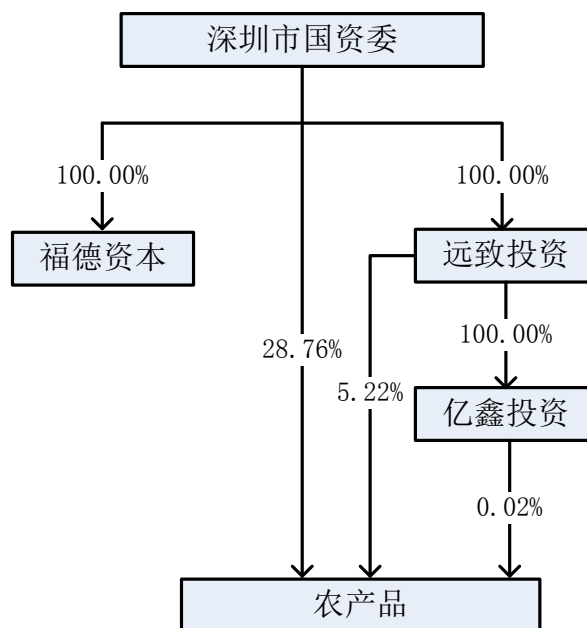 深圳市国资委
100.00%
100.00%
福德资本
远致投资
28.76%
100.00%
5.22%
亿鑫投资
0.02%
农产品